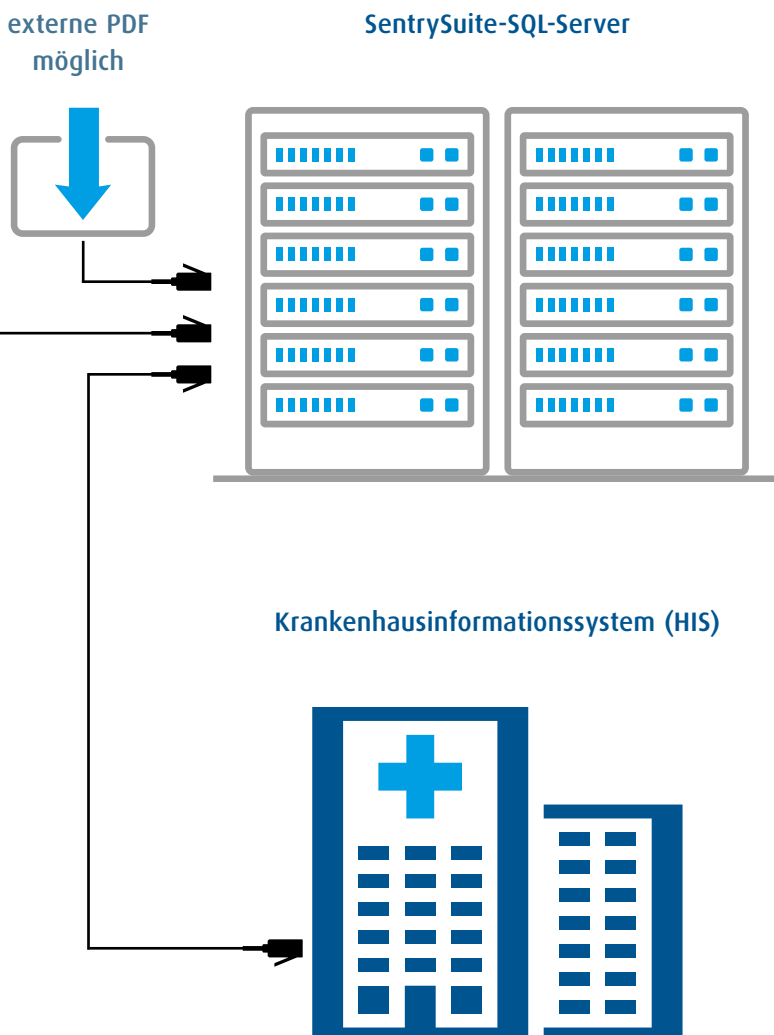 externe PDF
möglich
SentrySuite-SQL-Server
Krankenhausinformationssystem (HIS)